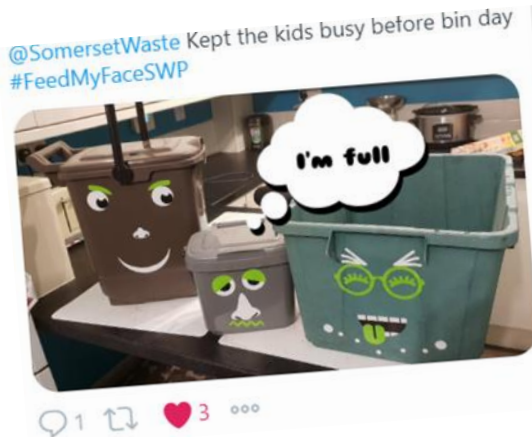 @SomersetWaste Kept the kids busy before bin day
#FeedMyFaceSWP
I'm full
1 3